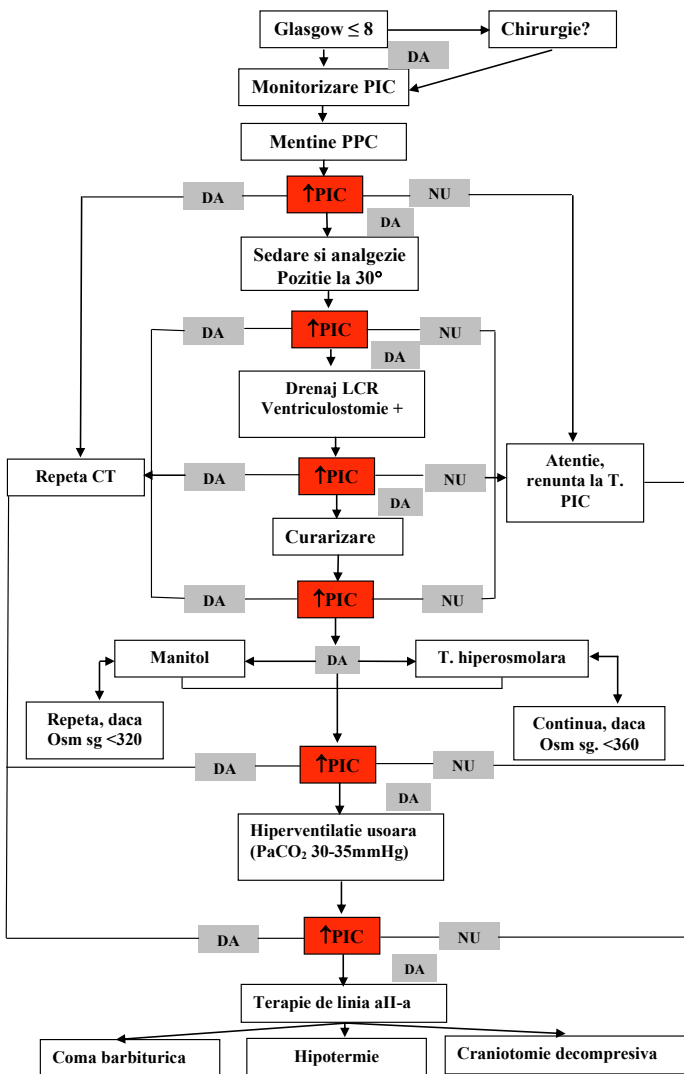 Glasgow ≤ 8
Chirurgie?
DA
Monitorizare PIC
Mentine PPC
DA
↑PIC
NU
DA
Sedare si analgezie
Pozitie la 30°
DA
↑PIC
NU
DA
Drenaj LCR
Ventriculostomie +
Repeta CT
DA
↑PIC
NU
Atentie,
renunta la T.
PIC
DA
Curarizare
DA
↑PIC
NU
Manitol
DA
T. hiperosmolara
Repeta, daca
Osm sg <320
Continua, daca
Osm sg. <360
DA
↑PIC
NU
DA
Hiperventilatie usoara
(PaCO₂ 30-35mmHg)
DA
↑PIC
NU
DA
Terapie de linia aII-a
Coma barbiturica
Hipotermie
Craniotomie decompresiva